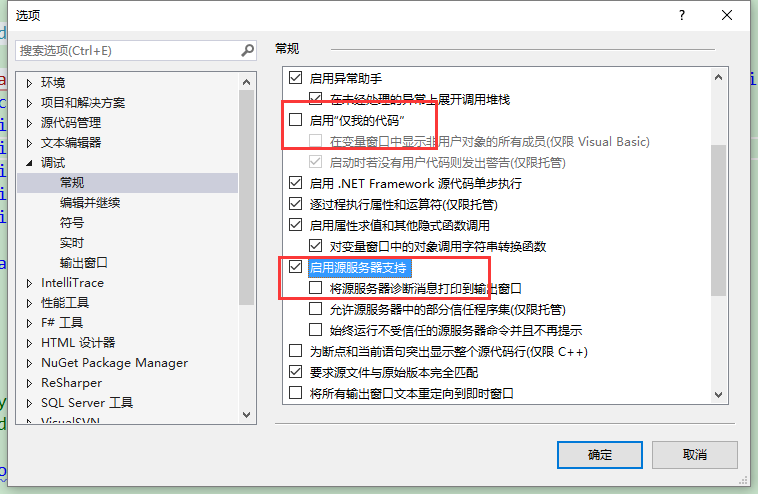 选项
搜索选项(Ctrl+E)
环境
项目和解决方案
源代码管理
文本编辑器
调试
常规
编辑并继续
符号
实时
输出窗口
IntelliTrace
性能工具
F# 工具
HTML 设计器
NuGet Package Manager
ReSharper
SQL Server 工具
VisualSVN
常规
启用异常助手
在未经处理的异常上展开调用堆栈
启用“仅我的代码”
在变量窗口中显示非用户对象的所有成员(仅限 Visual Basic)
启动时若没有用户代码则发出警告(仅限托管)
启用 .NET Framework 源代码单步执行
逐过程执行属性和运算符(仅限托管)
启用属性求值和其他隐式函数调用
对变量窗口中的对象调用字符串转换函数
启用源服务器支持
将源服务器诊断消息打印到输出窗口
允许源服务器中的部分信任程序集(仅限托管)
始终运行不受信任的源服务器命令并且不再提示
为断点和当前语句突出显示整个源代码行(仅限 C++)
要求源文件与原始版本完全匹配
将所有输出窗口文本重定向到即时窗口
确定
取消